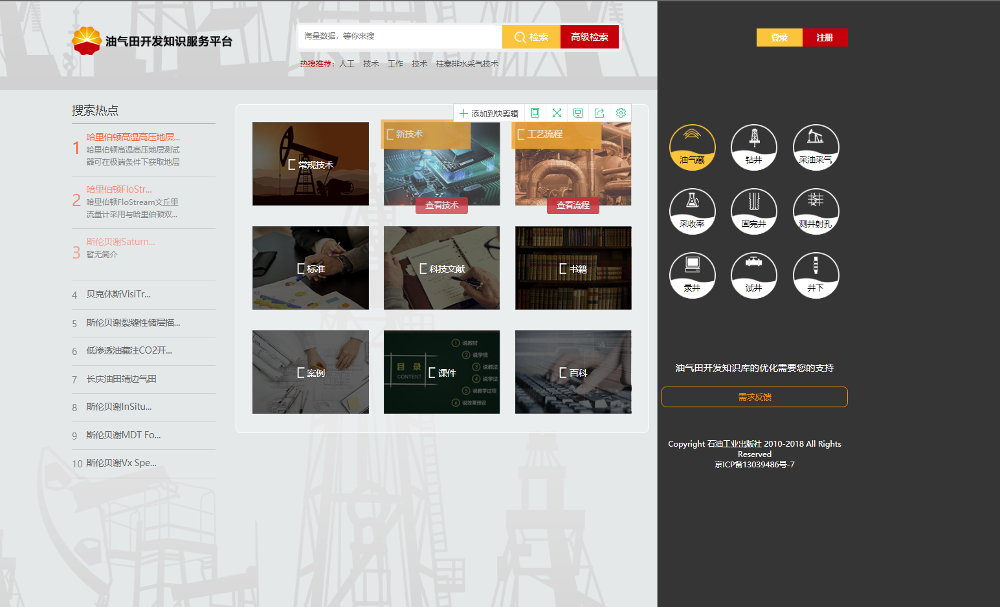 油气田开发知识服务平台
海量数据，等你来搜
检索
高级检索
热搜推荐：人工 技术 工作 技术 柱塞排水采气技术
登录
注册
搜索热点
1
哈里伯顿高温高压地层...
哈里伯顿高温高压地层测试
器可在极端条件下获取地层
2
哈里伯顿FloStr...
哈里伯顿FloStream文丘里
流量计采用与哈里伯顿双...
3
斯伦贝谢Saturn...
暂无简介
4 贝克休斯VisiTr...
5 斯伦贝谢裂缝性储层描...
6 低渗透油藏注CO2开...
7 长庆油田靖边气田
8 斯伦贝谢InSitu...
9 斯伦贝谢MDT Fo...
10 斯伦贝谢Vx Spe...
添加到快剪辑
常规技术
新技术
查看技术
工艺流程
查看流程
标准
科技文献
书籍
案例
目录
CONTENT
课件
1 说教材
2 说学情
3 说教法
4 说学法
5 说教学过程
6 说效果预设
百科
油气藏
钻井
采油采气
采收率
固完井
测井射孔
录井
试井
井下
油气田开发知识库的优化需要您的支持
需求反馈
Copyright 石油工业出版社 2010-2018 All Rights
Reserved
京ICP备13039486号-7